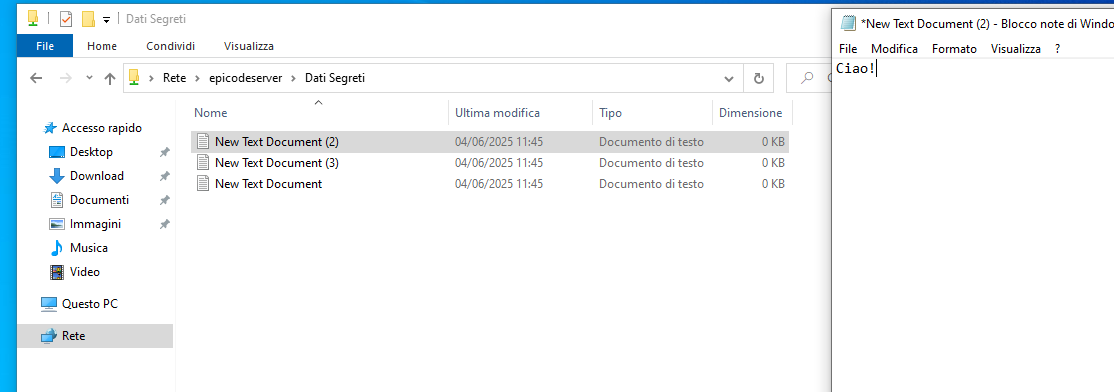 Dati Segreti
File Home Condividi Visualizza
Rete epicodeserver Dati Segreti
Nome Ultima modifica Tipo Dimensione
Accesso rapido
Desktop
Download
Documenti
Immagini
Musica
Video
Questo PC
Rete
New Text Document (2) 04/06/2025 11:45 Documento di testo 0 KB
New Text Document (3) 04/06/2025 11:45 Documento di testo 0 KB
New Text Document 04/06/2025 11:45 Documento di testo 0 KB
*New Text Document (2) - Blocco note di Windo
File Modifica Formato Visualizza ?
Ciao!